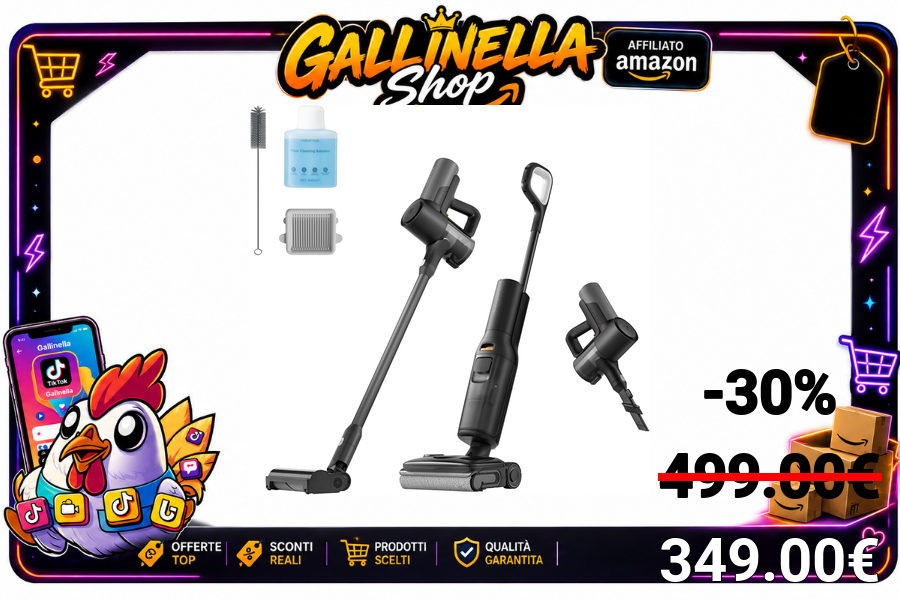 GALLINELLA
Shop
AFFILIATO
amazon
Gallinella
TikTok
Gallinella
-30%
499.00€
349.00€
OFFERTE
TOP
SCONTI
REALI
PRODOTTI
SCELTI
QUALITÀ
GARANTITA